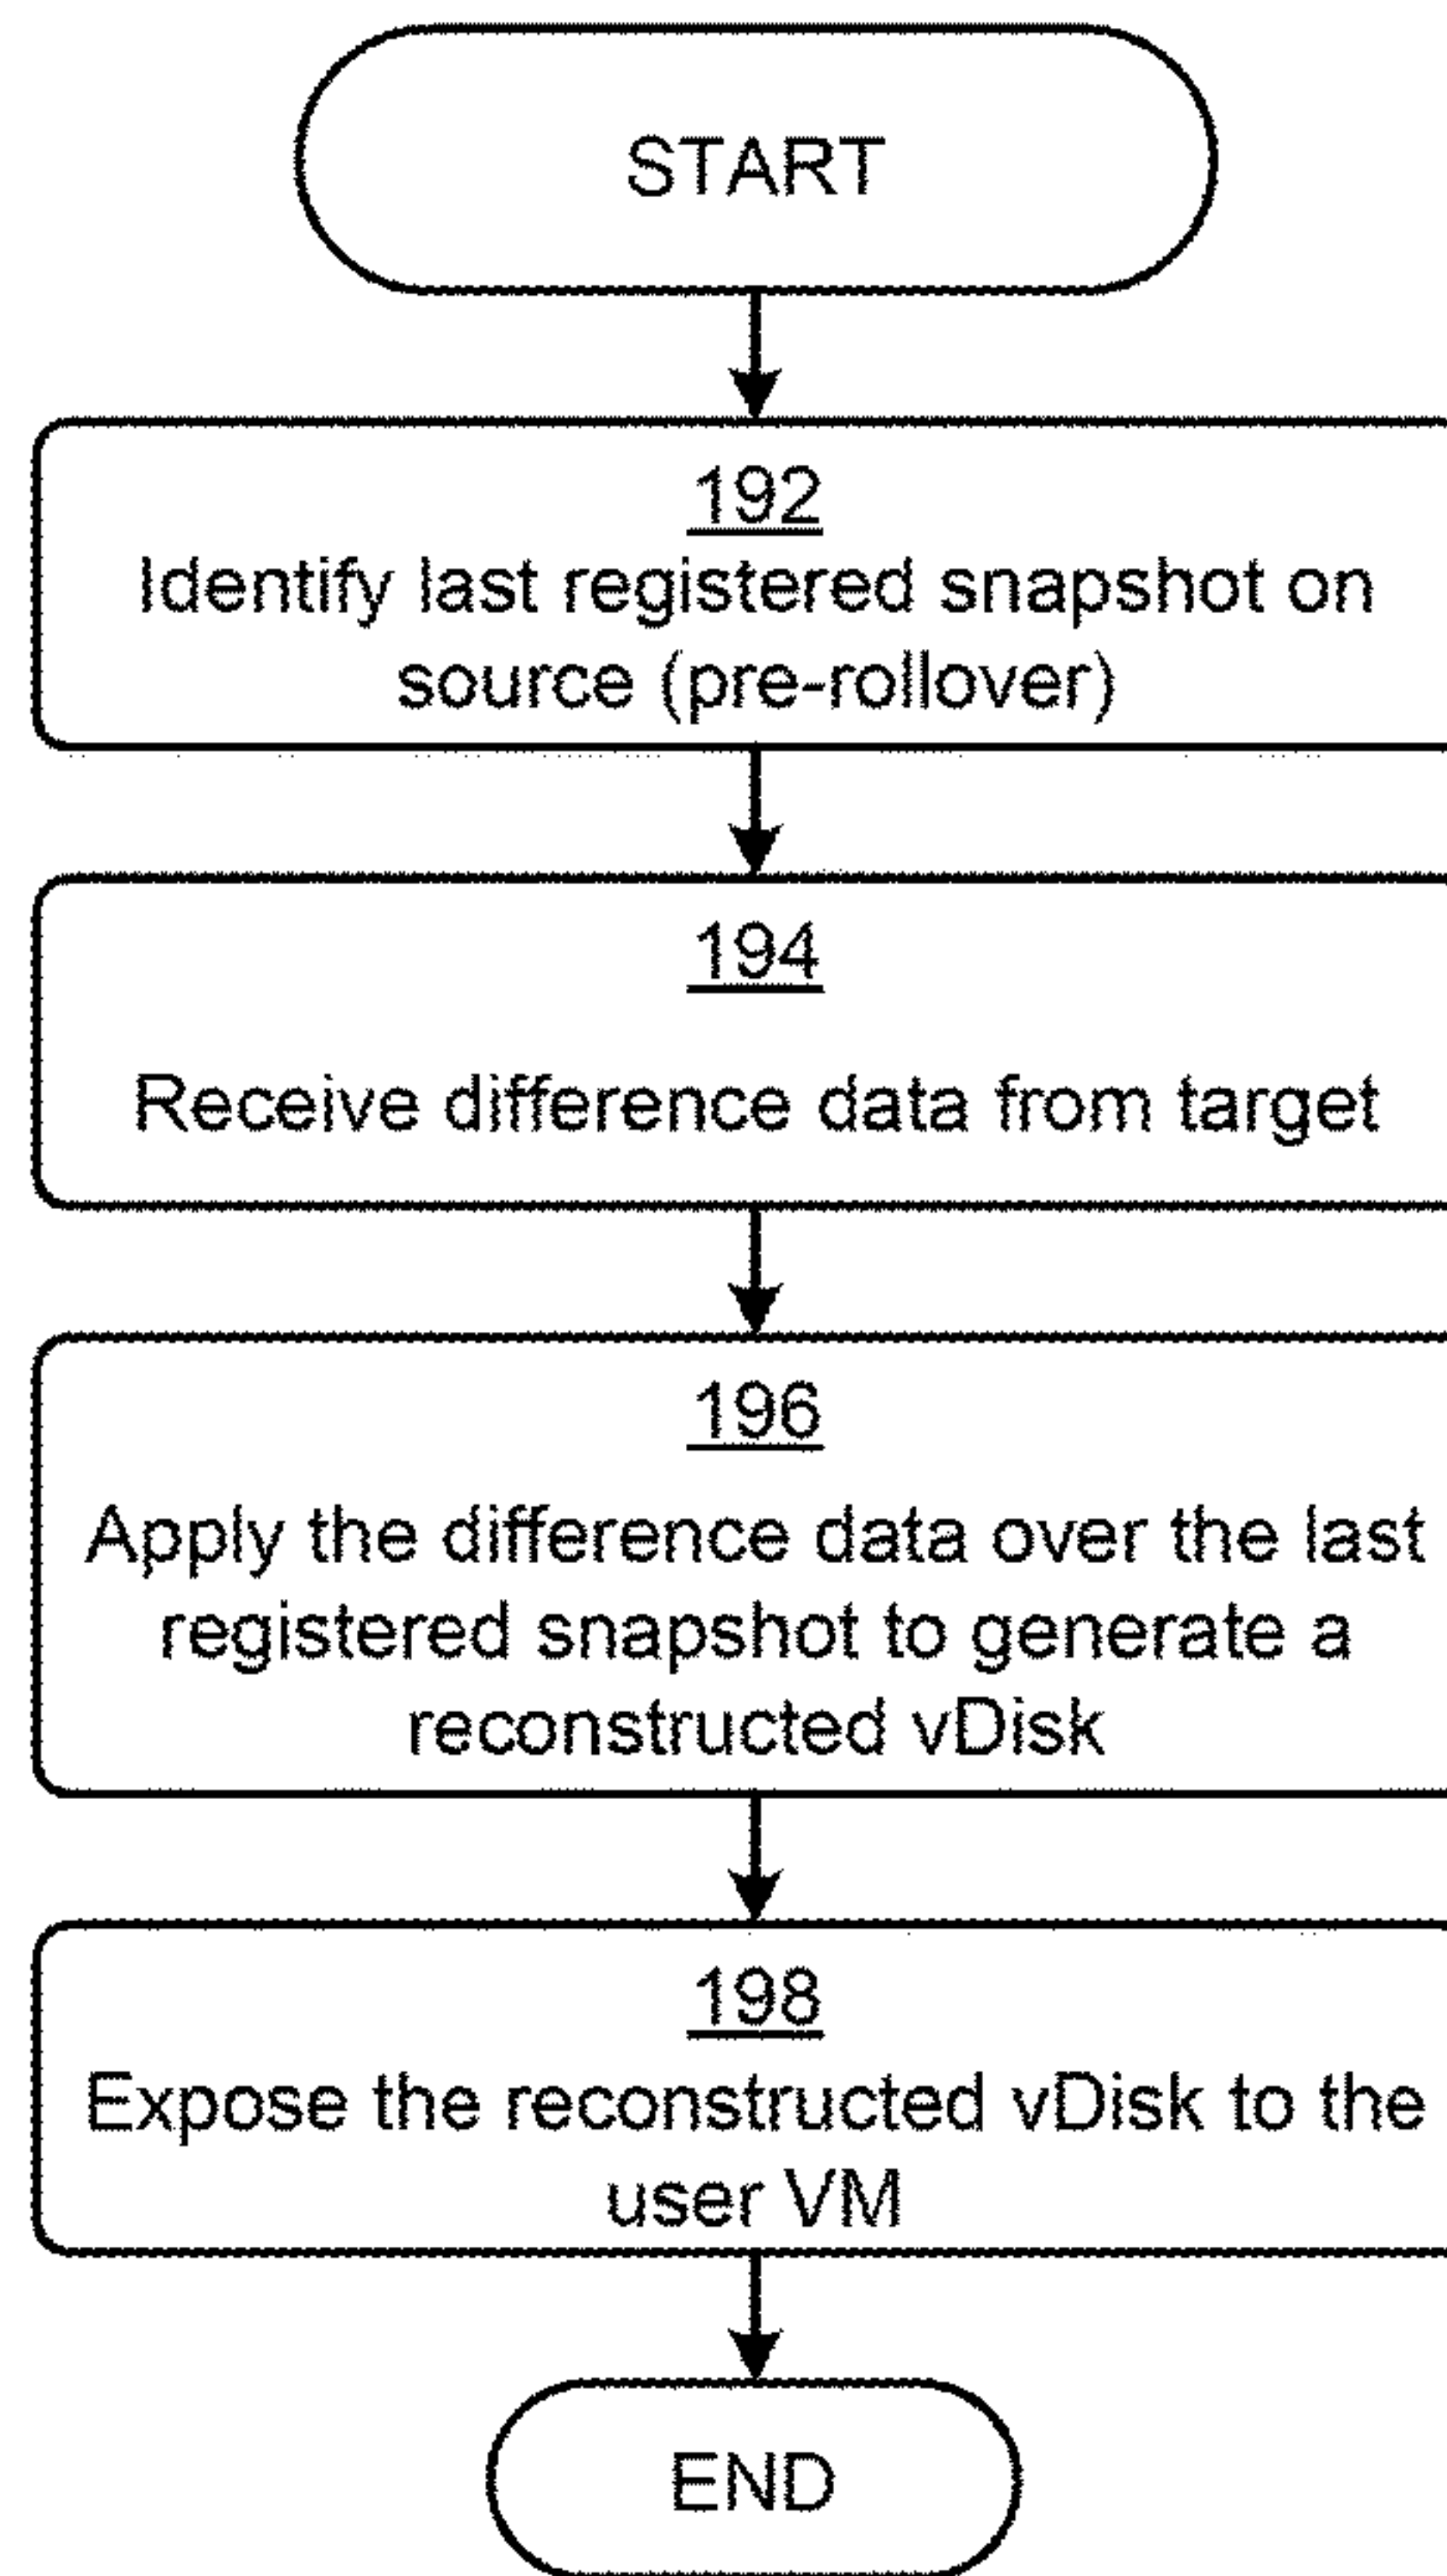 START
192
Identify last registered snapshot on
source (pre-rollover)
194
Receive difference data from target
196
Apply the difference data over the last
registered snapshot to generate a
reconstructed vDisk
198
Expose the reconstructed vDisk to the
user VM
END